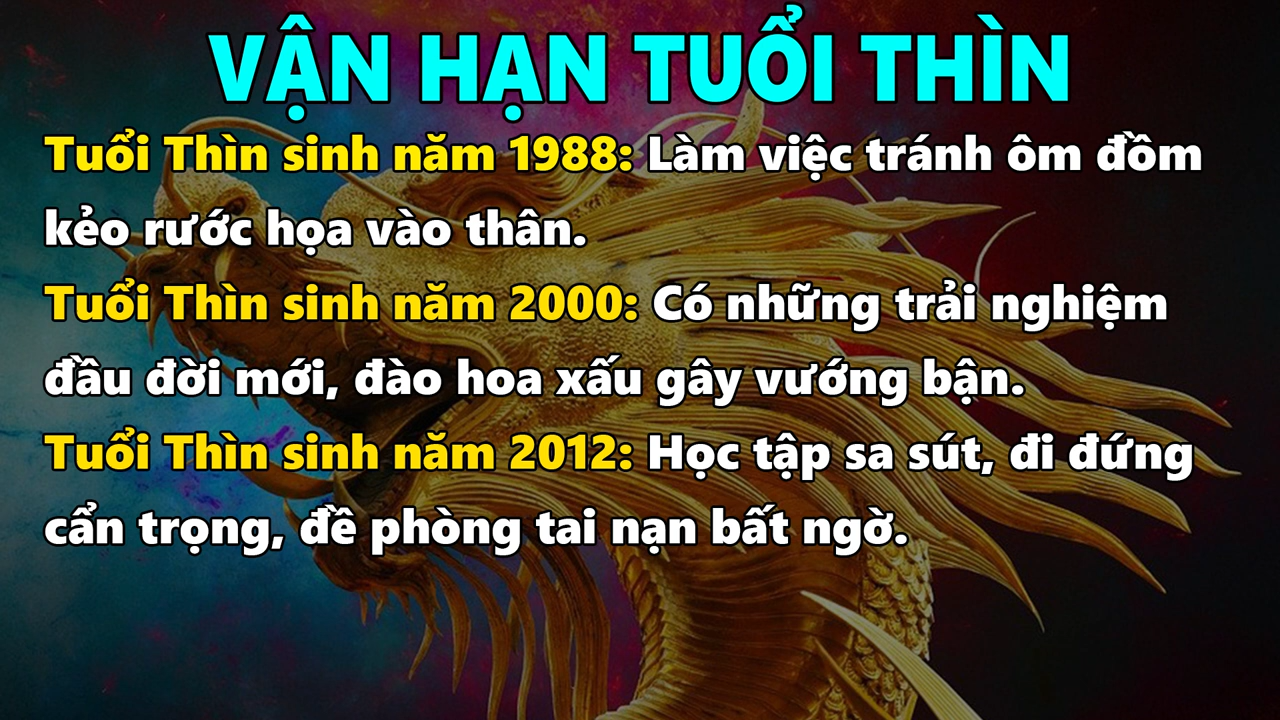 VẬN HẠN TUỔI THÌN
Tuổi Thìn sinh năm 1988: Làm việc tránh ôm đồm
kẻo rước họa vào thân.
Tuổi Thìn sinh năm 2000: Có những trải nghiệm
đầu đời mới, đào hoa xấu gây vướng bận.
Tuổi Thìn sinh năm 2012: Học tập sa sút, đi đứng
cẩn trọng, đề phòng tai nạn bất ngờ.